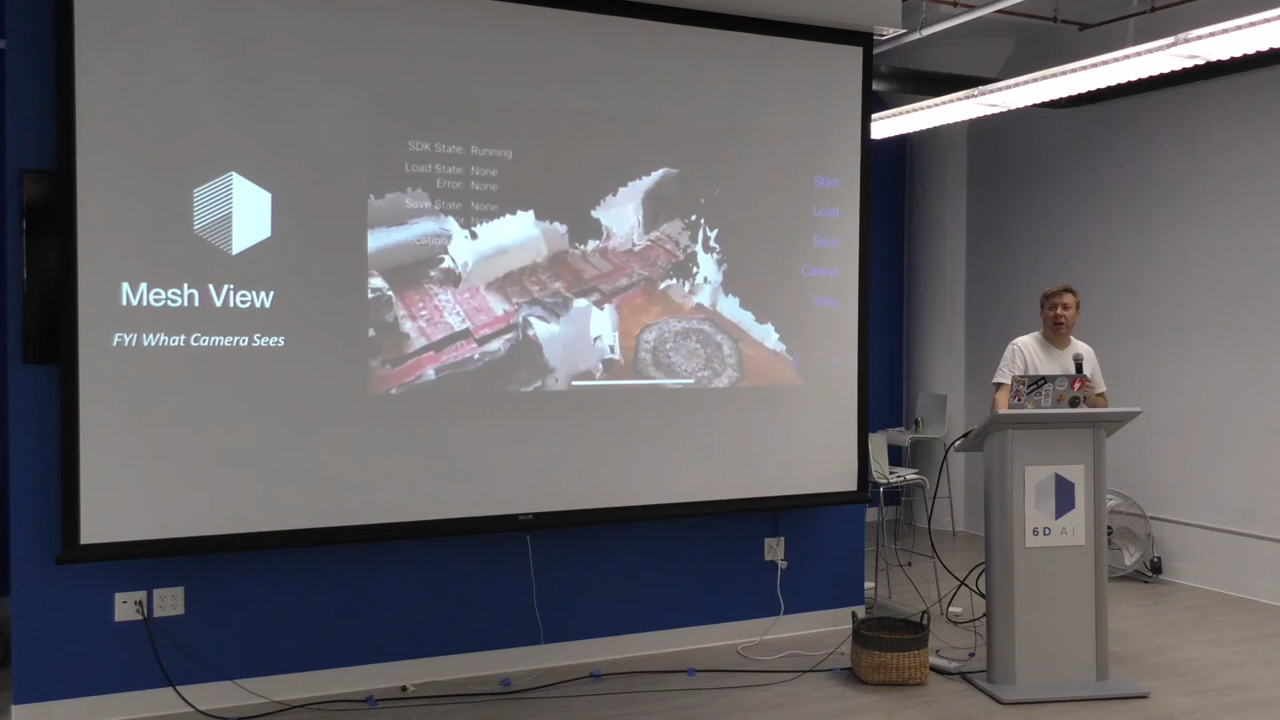 SDK State: Running
Load State: None
Error: None
Save State: None
Start
Load
Save
Cancel
Mesh View
FYI What Camera Sees
6D.AI